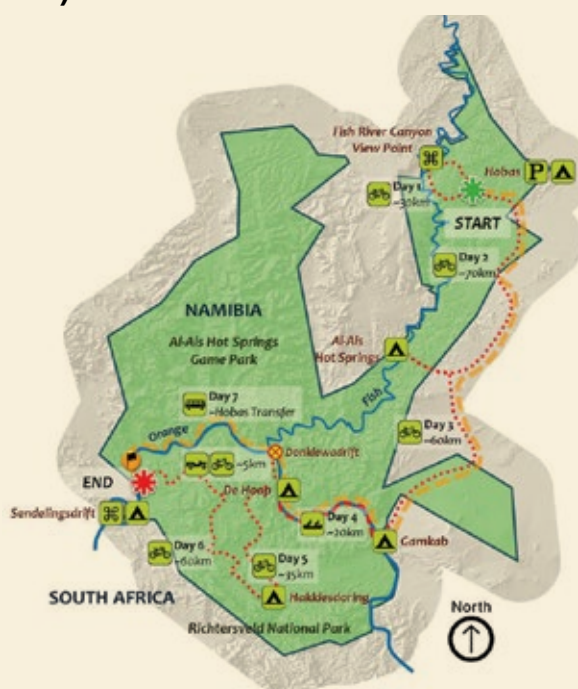 Fish River Canyon
View Point
Hobas
P
Day 1
~30km
START
Day 2
~70km
NAMIBIA
Ai-Ais Hot Springs
Game Park
Ai-Ais
Hot Springs
Fish
Day 7
~Hobas Transfer
Orange
Day 3
~60km
Donkiewadrift
END
~5km
De Hoop
Sendelingsdrift
Day 4
~20km
Gamkab
Day 6
~60km
Day 5
~35km
SOUTH AFRICA
Hakkiesdoring
North
Richtersveld National Park